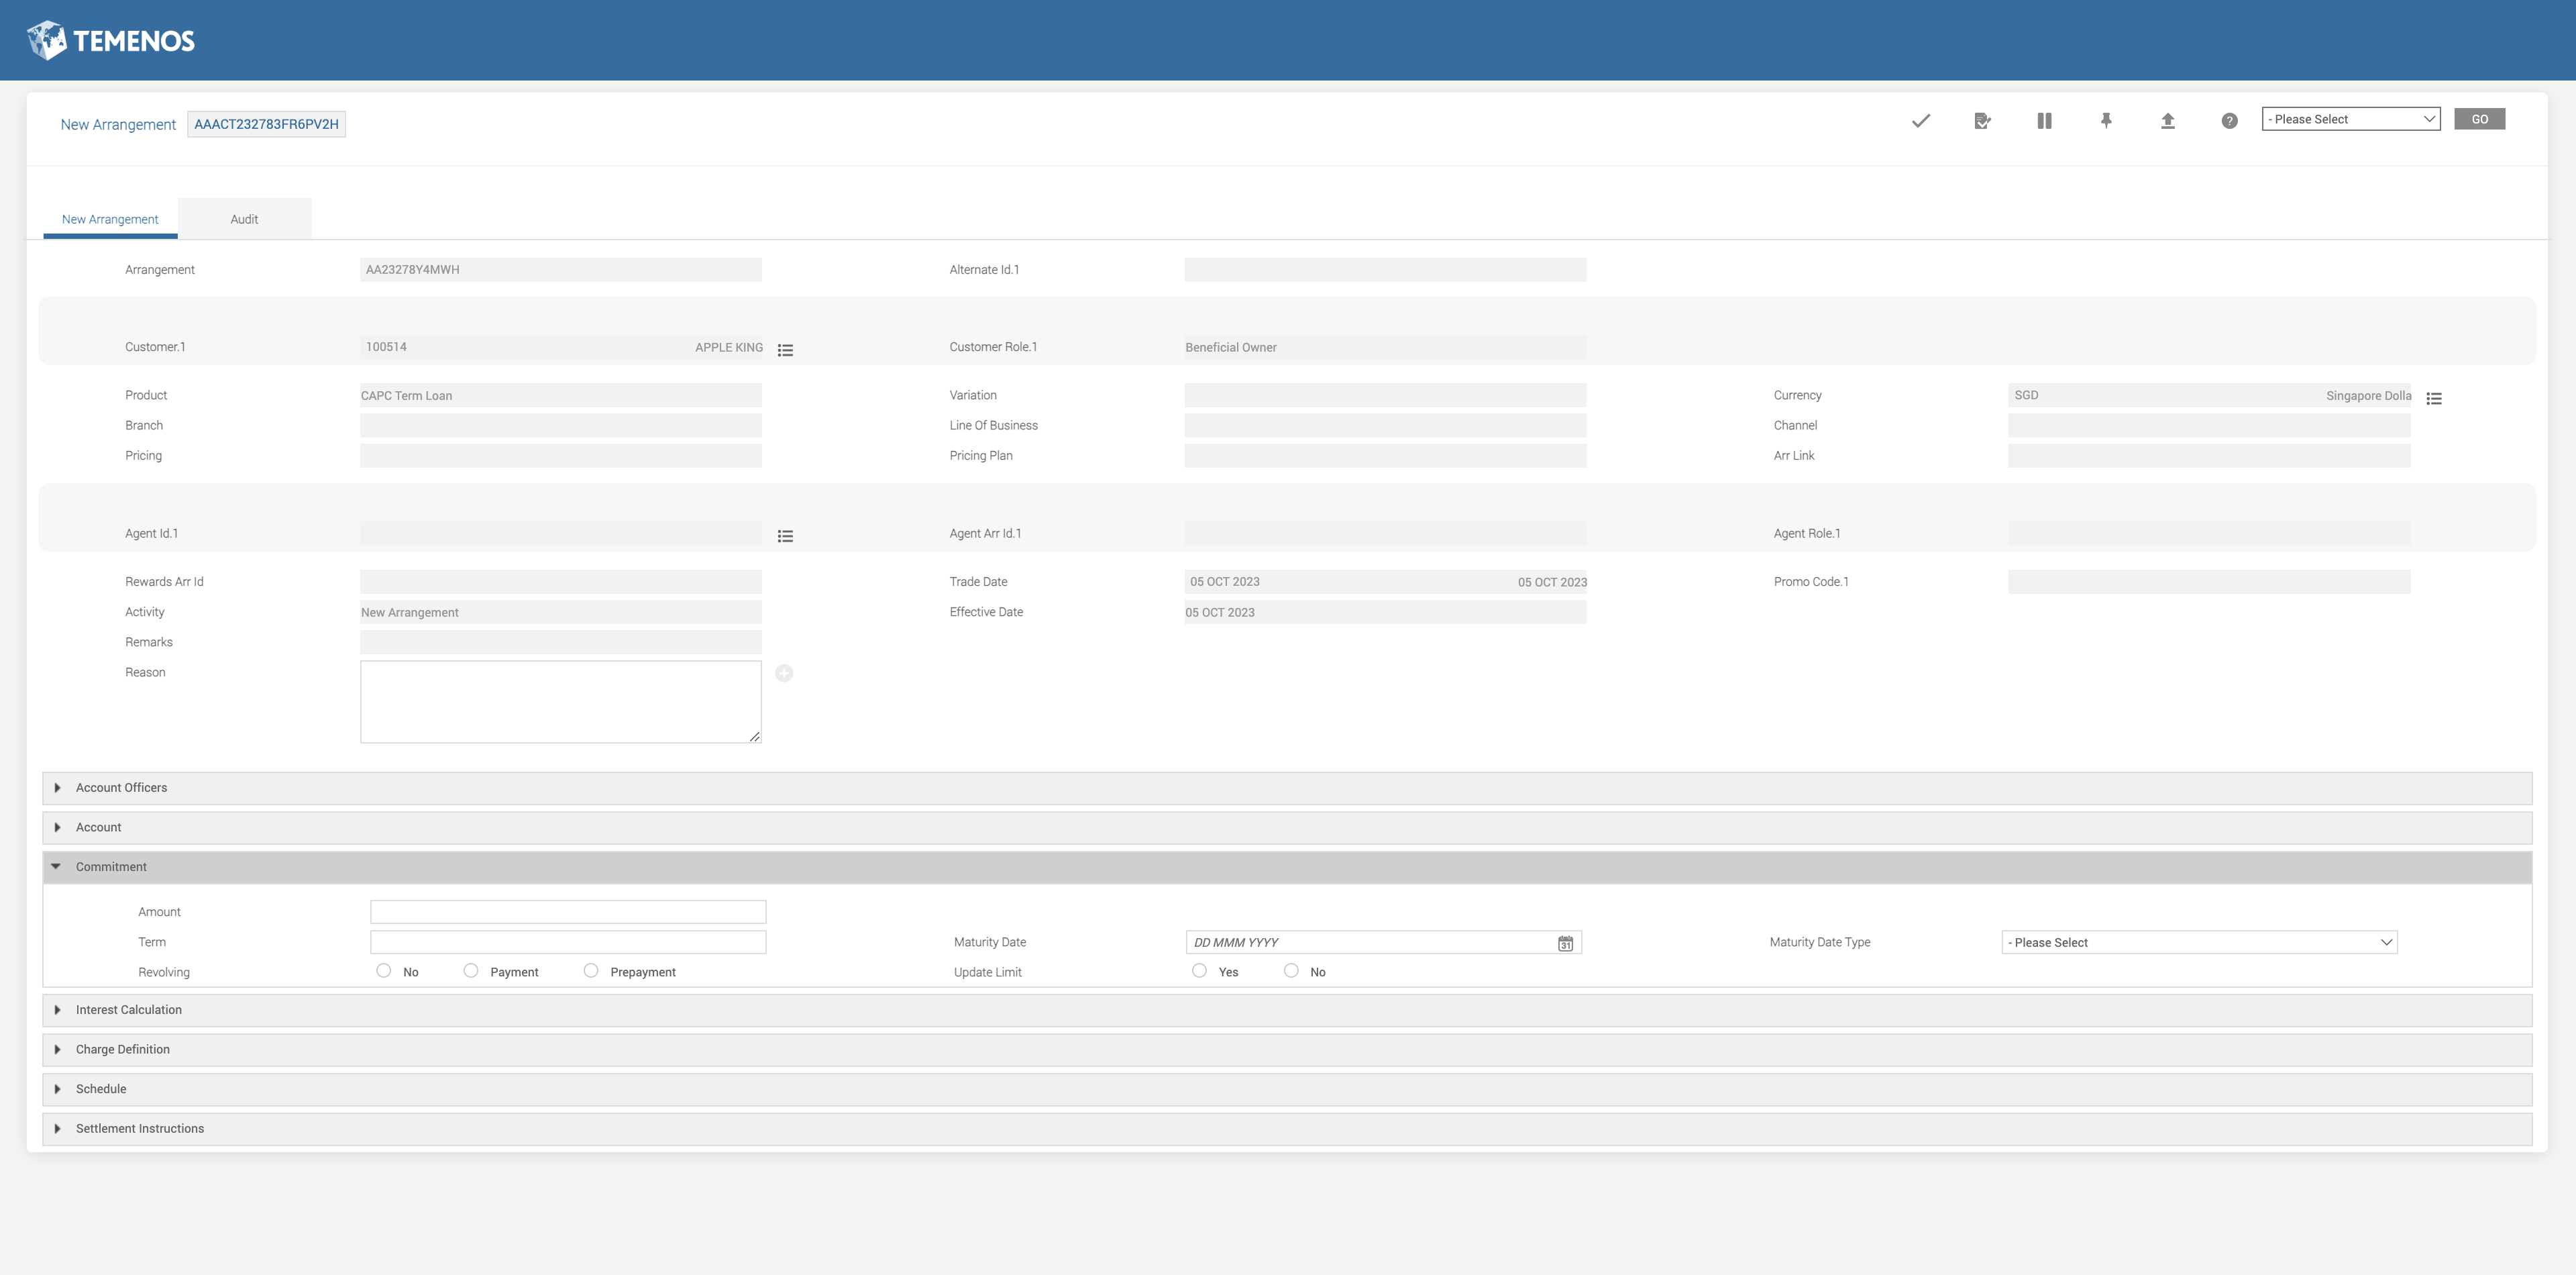 TEMENOS
New Arrangement AAACT232783FR6PV2H ? - Please Select GO
New Arrangement Audit
Arrangement AA23278Y4MWH Alternate Id.1
Customer.1 100514 APPLE KING Customer Role.1 Beneficial Owner
Product CAPC Term Loan Variation Currency SGD Singapore Dolla
Branch Line Of Business Channel
Pricing Pricing Plan Arr Link
Agent Id.1 Agent Arr Id.1 Agent Role.1
Rewards Arr Id Trade Date 05 OCT 2023 05 OCT 2023 Promo Code.1
Activity New Arrangement Effective Date 05 OCT 2023
Remarks
Reason
Account Officers
Account
Commitment
Amount
Term Maturity Date DD MMM YYYY 31 Maturity Date Type - Please Select
Revolving No Payment Prepayment Update Limit Yes No
Interest Calculation
Charge Definition
Schedule
Settlement Instructions